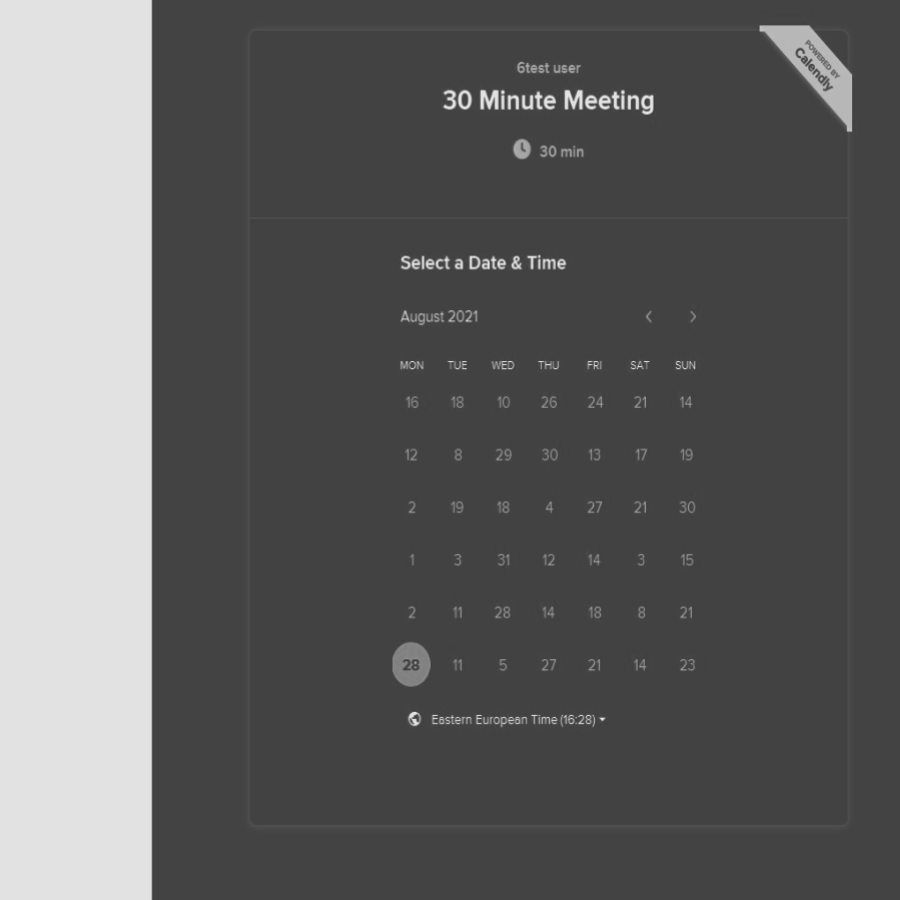 POWERED BY
Calendly
6test user
30 Minute Meeting
30 min
Select a Date & Time
August 2021
MON TUE WED THU FRI SAT SUN
16 18 10 26 24 21 14
12 8 29 30 13 17 19
2 19 18 4 27 21 30
1 3 31 12 14 3 15
2 11 28 14 18 8 21
28 11 5 27 21 14 23
Eastern European Time (16:28)